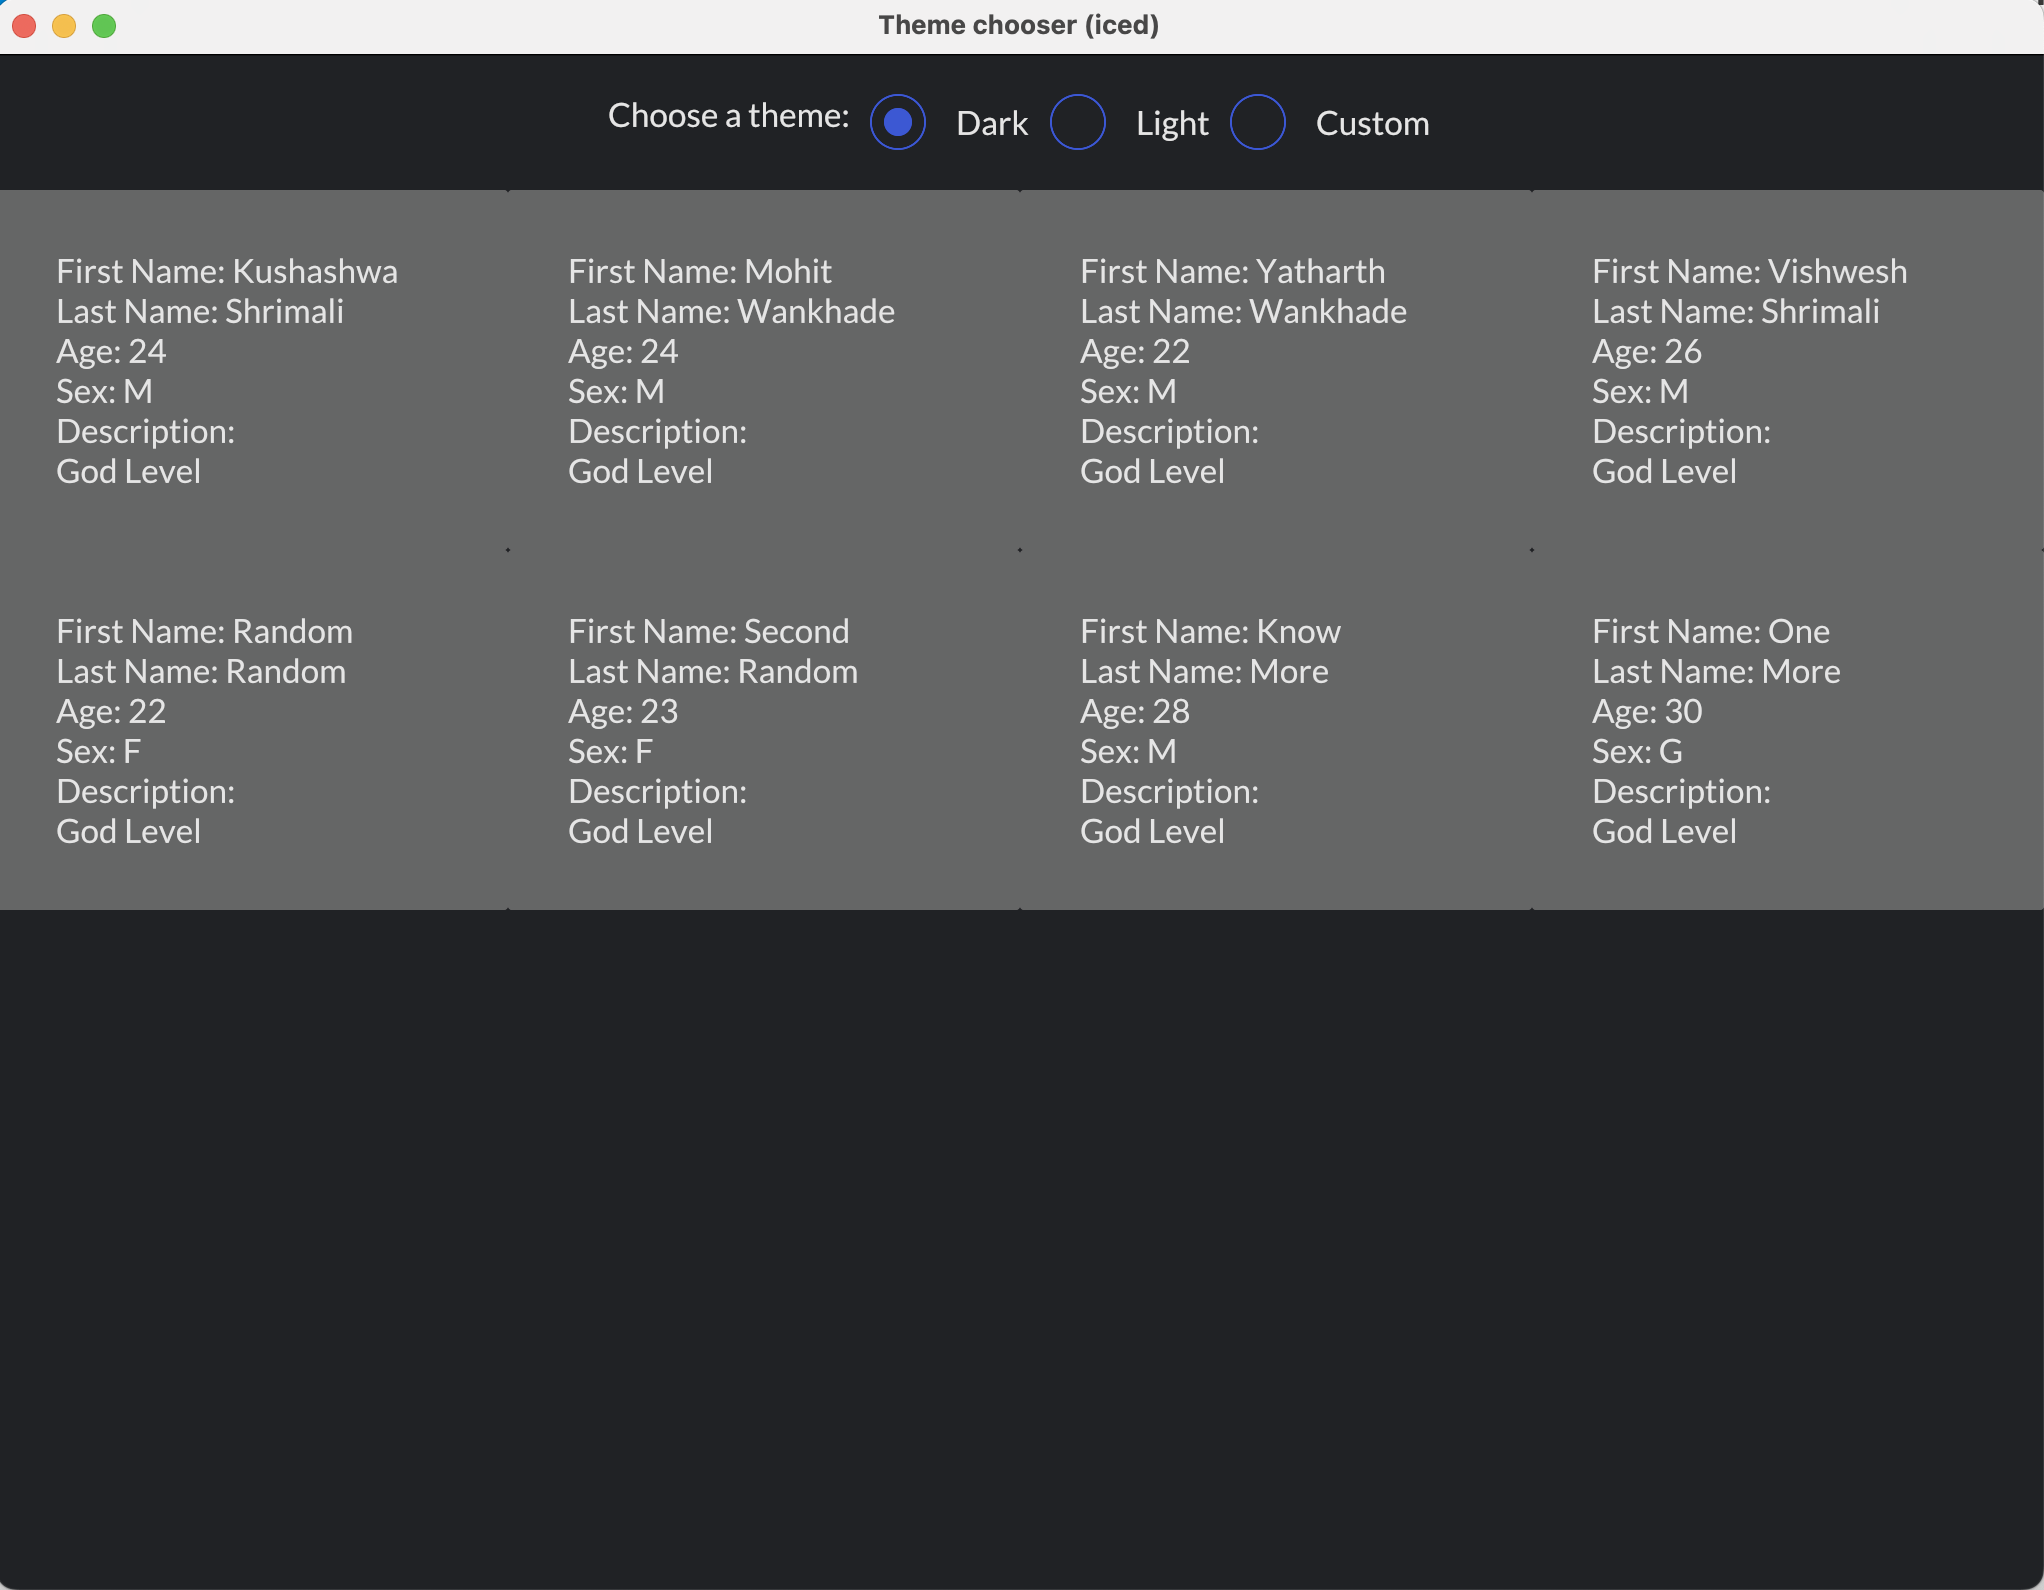 Theme chooser (iced)
Choose a theme: Dark Light Custom
First Name: Kushashwa
Last Name: Shrimali
Age: 24
Sex: M
Description:
God Level
First Name: Mohit
Last Name: Wankhade
Age: 24
Sex: M
Description:
God Level
First Name: Yatharth
Last Name: Wankhade
Age: 22
Sex: M
Description:
God Level
First Name: Vishwesh
Last Name: Shrimali
Age: 26
Sex: M
Description:
God Level
First Name: Random
Last Name: Random
Age: 22
Sex: F
Description:
God Level
First Name: Second
Last Name: Random
Age: 23
Sex: F
Description:
God Level
First Name: Know
Last Name: More
Age: 28
Sex: M
Description:
God Level
First Name: One
Last Name: More
Age: 30
Sex: G
Description:
God Level